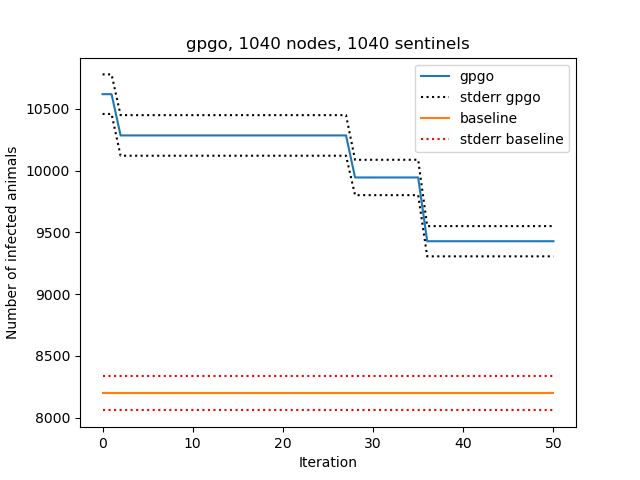 gpgo, 1040 nodes, 1040 sentinels
gpgo
stderr gpgo
baseline
stderr baseline
Number of infected animals
10500
10000
9500
9000
8500
8000
0 10 20 30 40 50
Iteration